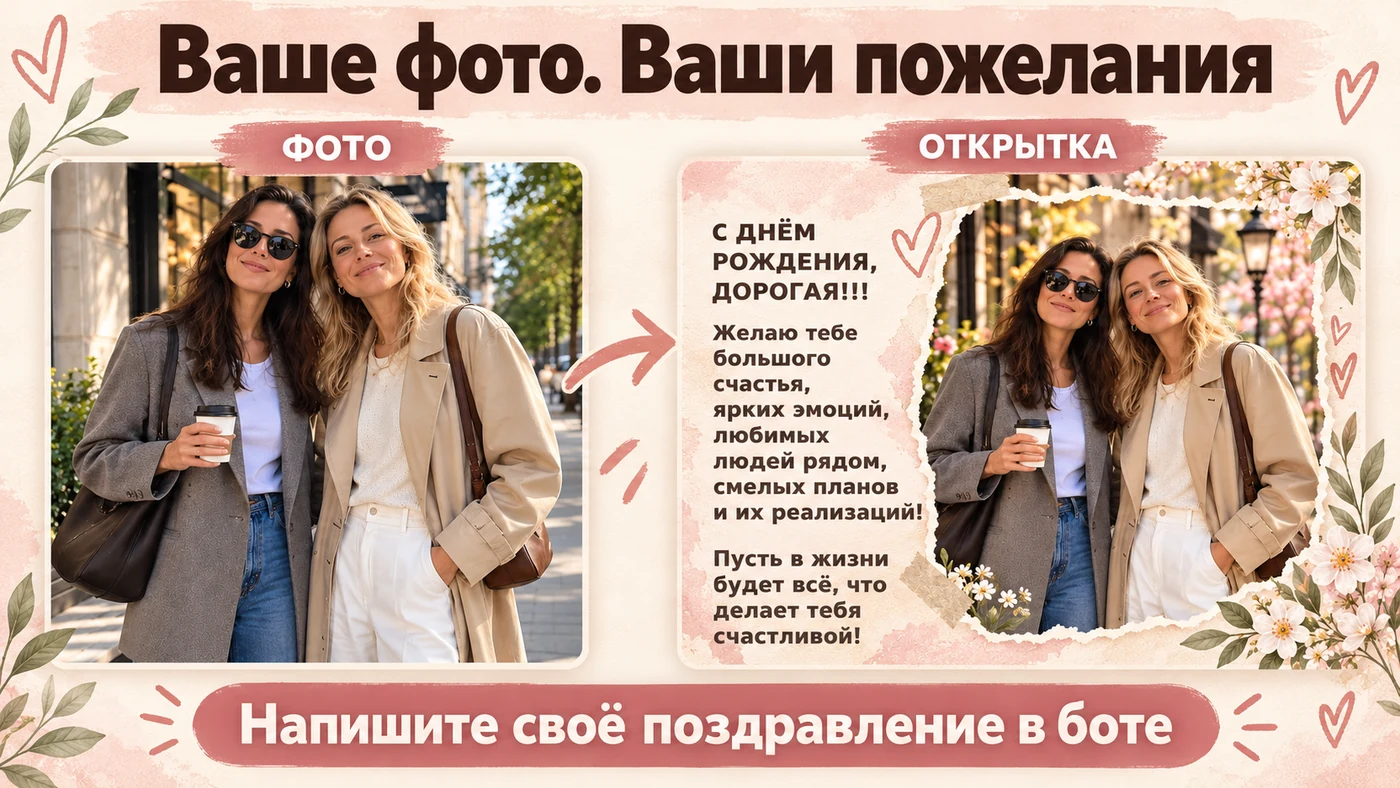 Ваше фото. Ваши пожелания
ФОТО
ОТКРЫТКА
С ДНЁМ
РОЖДЕНИЯ,
ДОРОГАЯ!!!
Желаю тебе
большого
счастья,
ярких эмоций,
любимых
людей рядом,
смелых планов
и их реализаций!
Пусть в жизни
будет всё, что
делает тебя
счастливой!
Напишите своё поздравление в боте